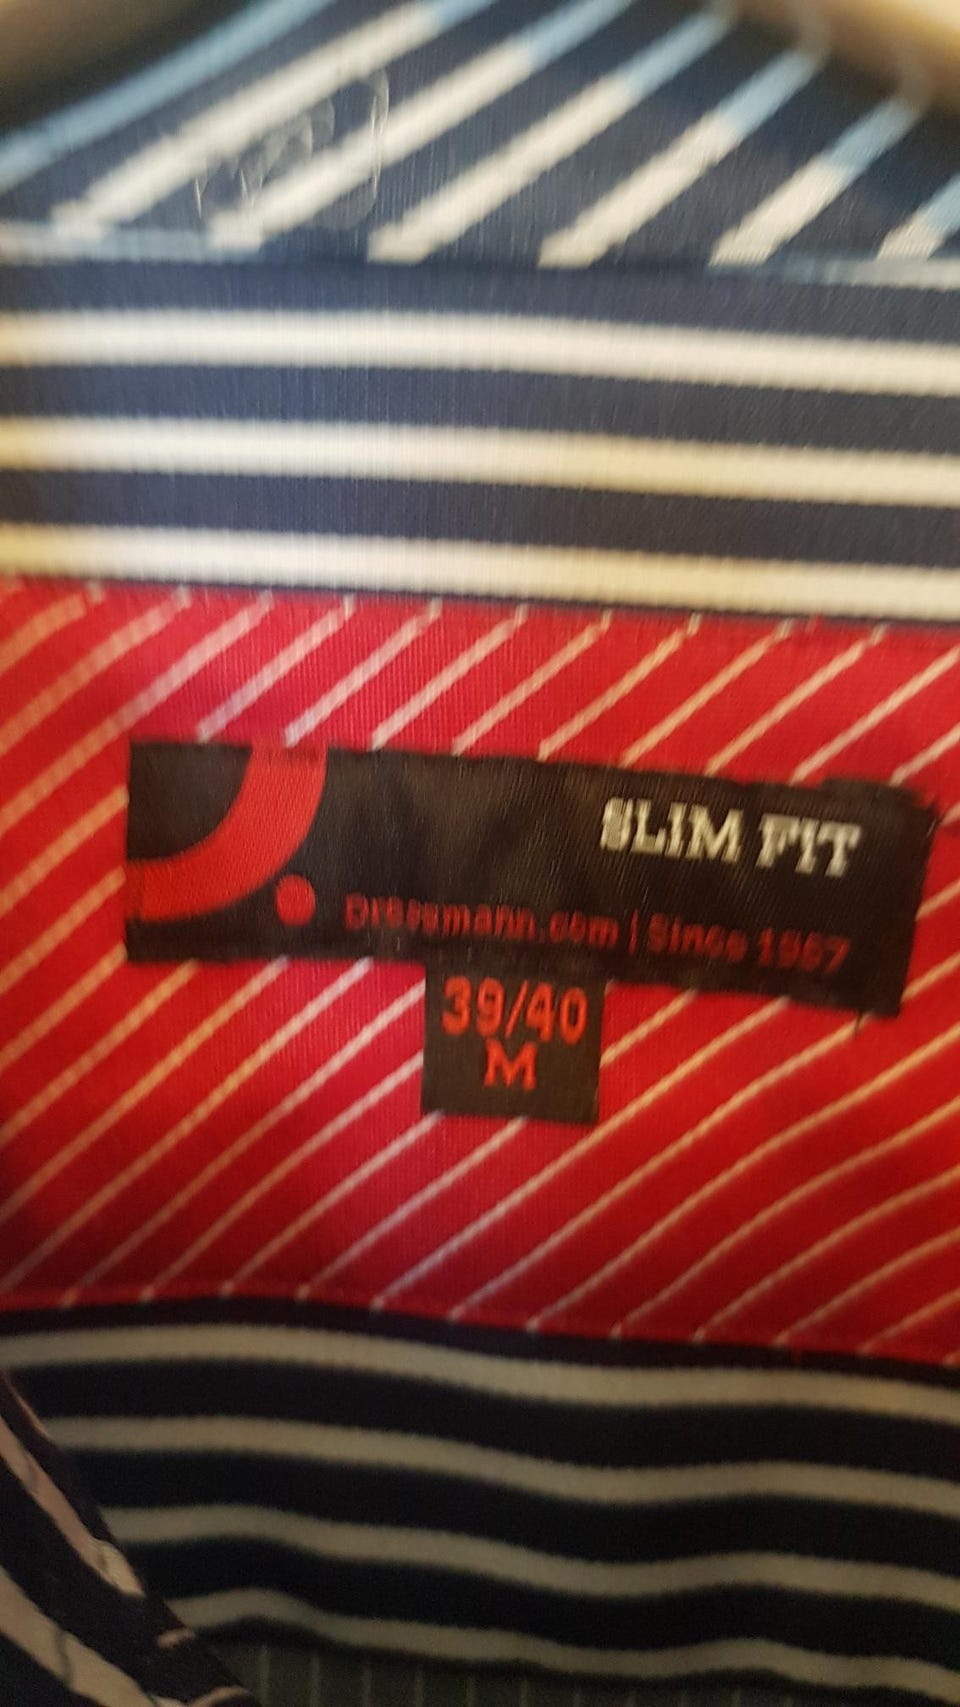 SLIM FIT
Dressmann.com | Since 1967
39/40
M